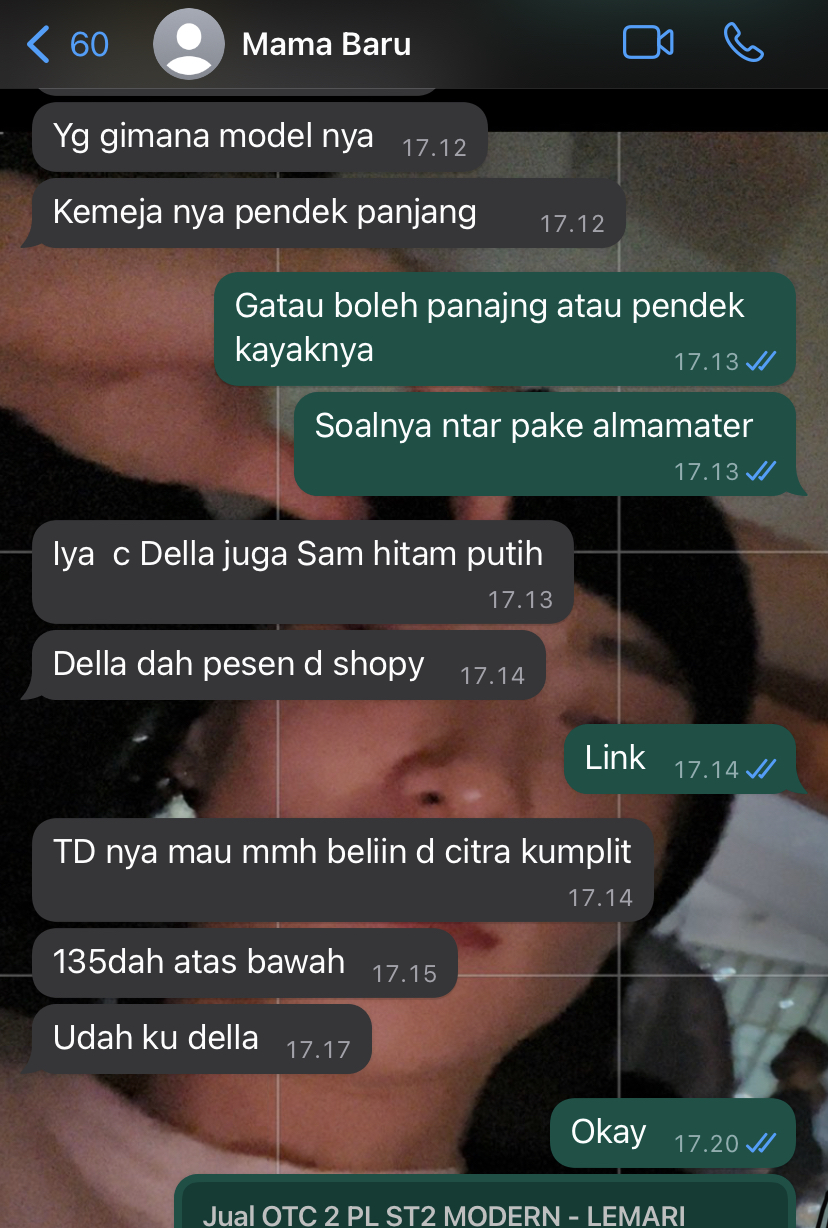 60 Mama Baru
Yg gimana model nya 17.12
Kemeja nya pendek panjang 17.12
Gatau boleh panajng atau pendek
kayaknya 17.13
Soalnya ntar pake almamater
17.13
Iya  c Della juga Sam hitam putih
17.13
Della dah pesen d shopy 17.14
Link 17.14
TD nya mau mmh beliin d citra kumplit
17.14
135dah atas bawah 17.15
Udah ku della 17.17
Okay 17.20
Jual OTC 2 PL ST2 MODERN - LEMARI